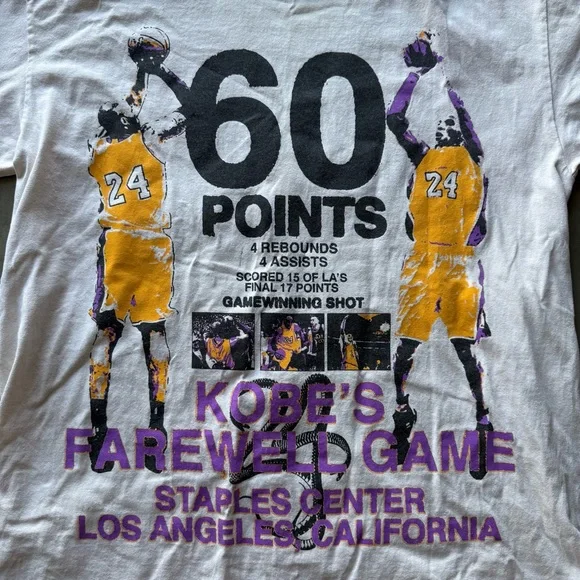 60
POINTS
24
24
4 REBOUNDS
4 ASSISTS
SCORED 15 OF LA'S
FINAL 17 POINTS
GAMEWINNING SHOT
KOBE'S
FAREWELL GAME
STAPLES CENTER
LOS ANGELES, CALIFORNIA